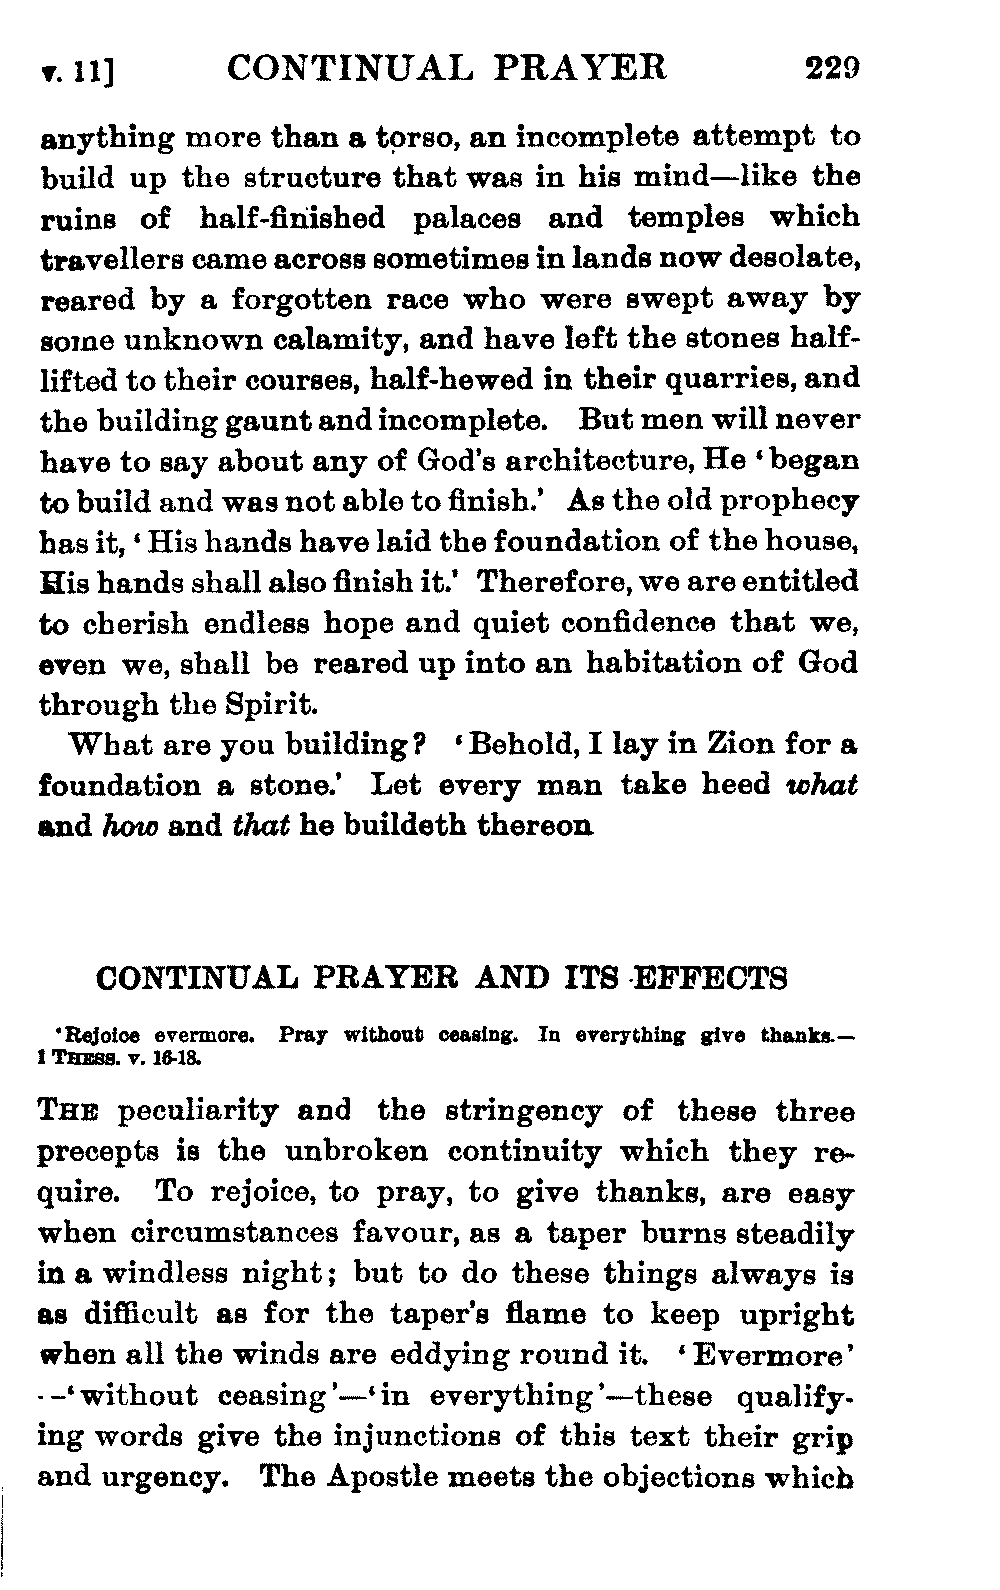 v. 11] CONTINUAL PRAYER 229
anything more than a torso, an incomplete attempt to
build up the structure that was in his mind—like the
ruins of half-finished palaces and temples which
travellers came across sometimes in lands now desolate,
reared by a forgotten race who were swept away by
some unknown calamity, and have left the stones half-
lifted to their courses, half-hewed in their quarries, and
the building gaunt and incomplete. But men will never
have to say about any of God's architecture, He ‘began
to build and was not able to finish.’ As the old prophecy
has it, ‘His hands have laid the foundation of the house,
His hands shall also finish it.’ Therefore, we are entitled
to cherish endless hope and quiet confidence that we,
even we, shall be reared up into an habitation of God
through the Spirit.
What are you building? ‘Behold, I lay in Zion for a
foundation a stone.’ Let every man take heed what
and how and that he buildeth thereon
CONTINUAL PRAYER AND ITS EFFECTS
‘Rejoice evermore. Pray without ceasing. In everything give thanks.—
1 THESS. v. 16-18.
THE peculiarity and the stringency of these three
precepts is the unbroken continuity which they re-
quire. To rejoice, to pray, to give thanks, are easy
when circumstances favour, as a taper burns steadily
in a windless night; but to do these things always is
as difficult as for the taper's flame to keep upright
when all the winds are eddying round it. ‘Evermore’
—‘without ceasing’—‘in everything’—these qualify-
ing words give the injunctions of this text their grip
and urgency. The Apostle meets the objections which